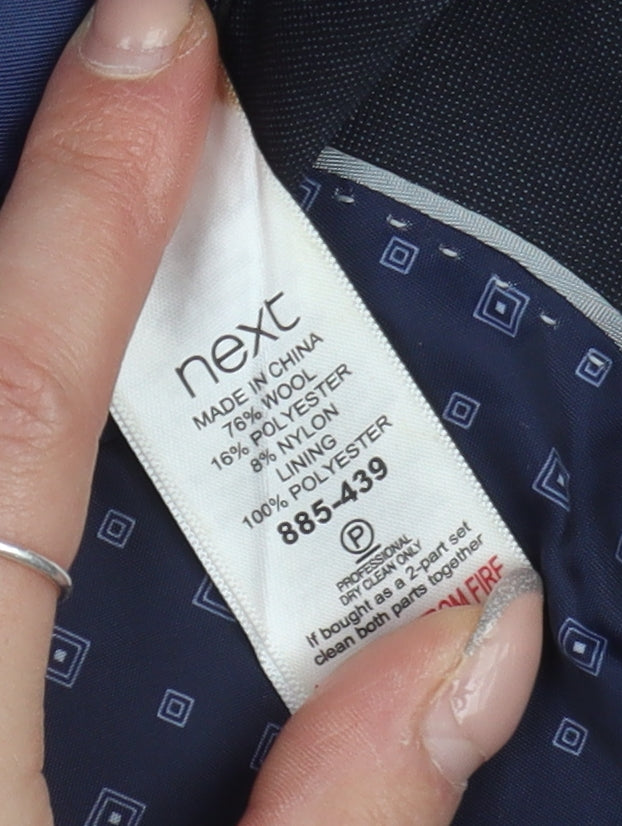 next
MADE IN CHINA
76% WOOL
16% POLYESTER
8% NYLON
LINING
100% POLYESTER
885-439
P
PROFESSIONAL
DRY CLEAN ONLY
If bought as a 2-part set
clean both parts together
FIRE